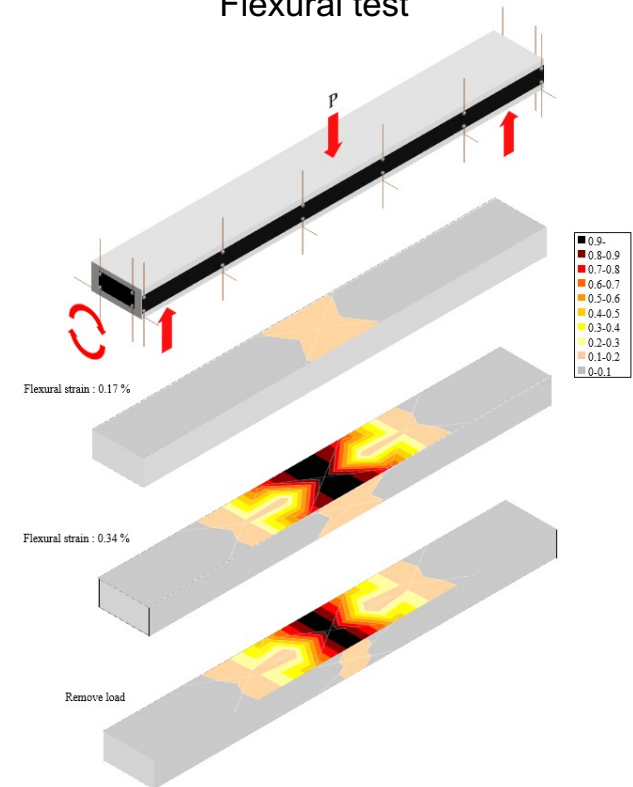 Flexural test
P
0.9-
0.8-0.9
0.7-0.8
0.6-0.7
0.5-0.6
0.4-0.5
0.3-0.4
0.2-0.3
0.1-0.2
0-0.1
Flexural strain : 0.17 %
Flexural strain : 0.34 %
Remove load